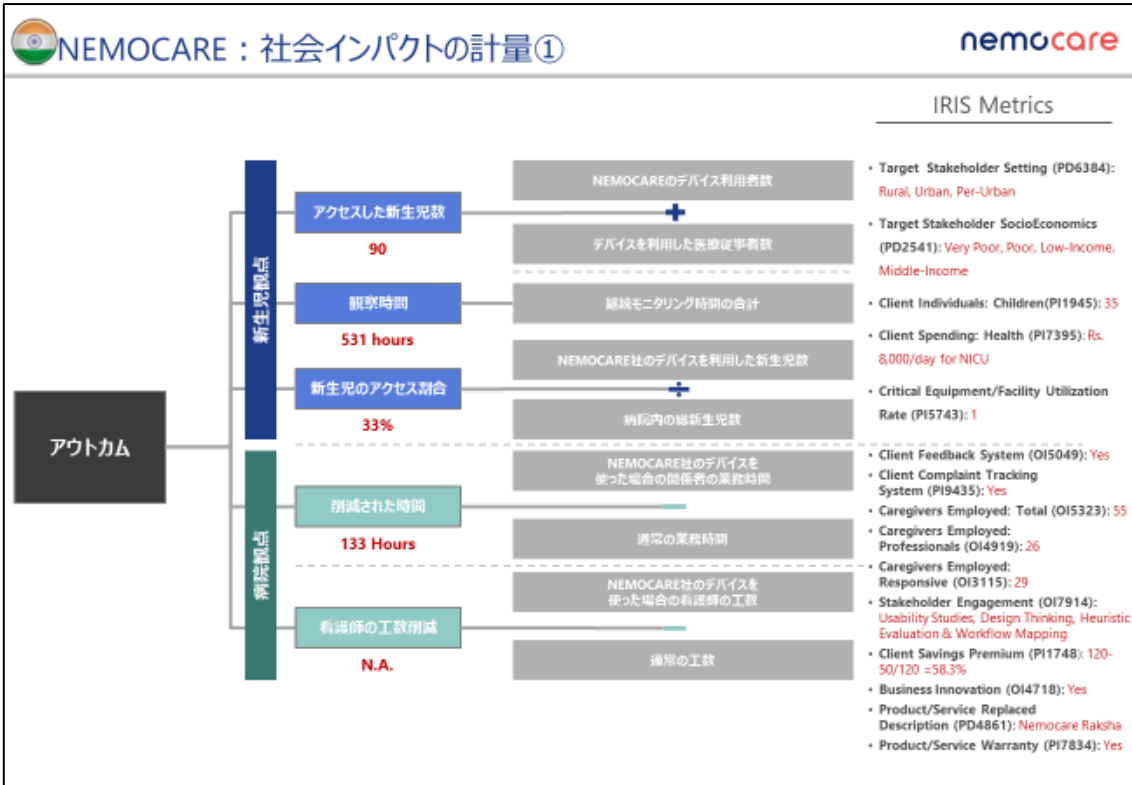 NEMOCARE：社会インパクトの計量①
nemocare
IRIS Metrics
アウトカム
新生児観点
アクセスした新生児数
90
NEMOCAREのデバイス利用者数
+
デバイスを利用した医療従事者数
観察時間
531 hours
継続モニタリング時間の合計
新生児のアクセス割合
33%
NEMOCARE社のデバイスを利用した新生児数
÷
病院内の総新生児数
病院観点
削減された時間
133 Hours
NEMOCARE社のデバイスを
使った場合の関係者の業務時間
−
通常の業務時間
看護師の工数削減
N.A.
NEMOCARE社のデバイスを
使った場合の看護師の工数
−
通常の工数
• Target Stakeholder Setting (PD6384):
Rural, Urban, Per-Urban
• Target Stakeholder SocioEconomics
(PD2541): Very Poor, Poor, Low-Income,
Middle-Income
• Client Individuals: Children(PI1945): 35
• Client Spending: Health (PI7395): Rs.
8,000/day for NICU
• Critical Equipment/Facility Utilization
Rate (PI5743): 1
• Client Feedback System (OI5049): Yes
• Client Complaint Tracking
System (PI9435): Yes
• Caregivers Employed: Total (OI5323): 55
• Caregivers Employed:
Professionals (OI4919): 26
• Caregivers Employed:
Responsive (OI3115): 29
• Stakeholder Engagement (OI7914):
Usability Studies, Design Thinking, Heuristic
Evaluation & Workflow Mapping
• Client Savings Premium (PI1748): 120-
50/120 =58.3%
• Business Innovation (OI4718): Yes
• Product/Service Replaced
Description (PD4861): Nemocare Raksha
• Product/Service Warranty (PI7834): Yes